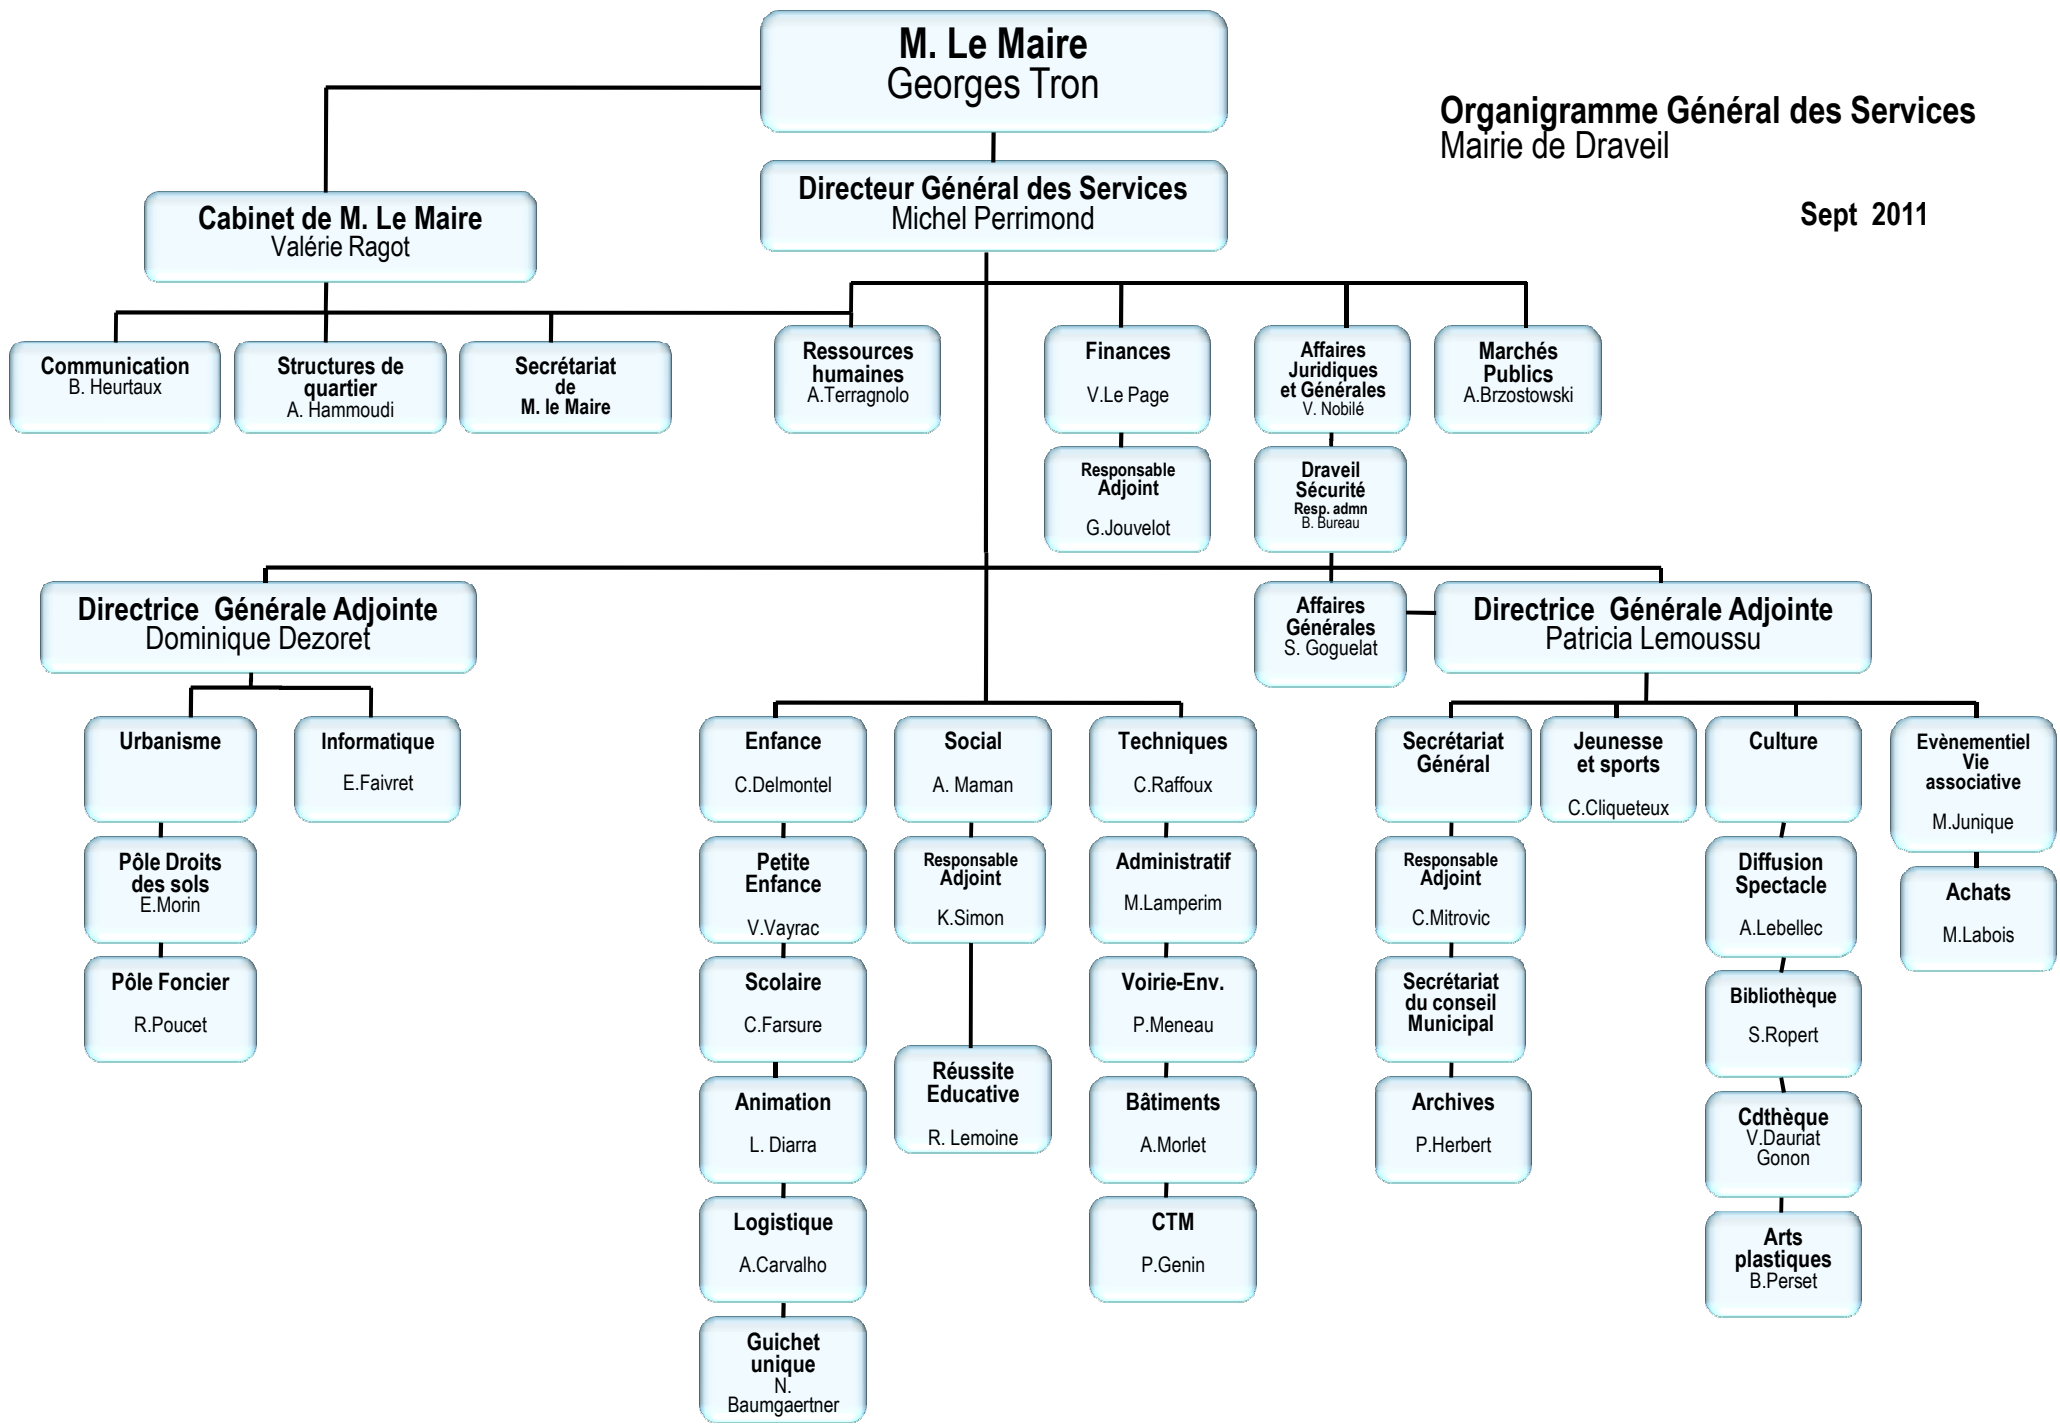 M. Le Maire
Georges Tron
Organigramme Général des Services
Mairie de Draveil
Sept 2011
Directeur Général des Services
Michel Perrimond
Cabinet de M. Le Maire
Valérie Ragot
Communication
B. Heurtaux
Structures de
quartier
A. Hammoudi
Secrétariat
de
M. le Maire
Ressources
humaines
A.Terragnolo
Finances
V.Le Page
Affaires
Juridiques
et Générales
V. Nobilé
Marchés
Publics
A.Brzostowski
Responsable
Adjoint
G.Jouvelot
Draveil
Sécurité
Resp. admn
B. Bureau
Directrice Générale Adjointe
Dominique Dezoret
Affaires
Générales
S. Goguelat
Directrice Générale Adjointe
Patricia Lemoussu
Urbanisme
Informatique
E.Faivret
Pôle Droits
des sols
E.Morin
Pôle Foncier
R.Poucet
Enfance
C.Delmontel
Petite
Enfance
V.Vayrac
Scolaire
C.Farsure
Animation
L. Diarra
Logistique
A.Carvalho
Guichet
unique
N.
Baumgaertner
Social
A. Maman
Responsable
Adjoint
K.Simon
Réussite
Educative
R. Lemoine
Techniques
C.Raffoux
Administratif
M.Lamperim
Voirie-Env.
P.Meneau
Bâtiments
A.Morlet
CTM
P.Genin
Secrétariat
Général
Responsable
Adjoint
C.Mitrovic
Secrétariat
du conseil
Municipal
Archives
P.Herbert
Jeunesse
et sports
C.Cliqueteux
Culture
Diffusion
Spectacle
A.Lebellec
Bibliothèque
S.Ropert
Cdthèque
V.Dauriat
Gonon
Arts
plastiques
B.Perset
Evènementiel
Vie
associative
M.Junique
Achats
M.Labois